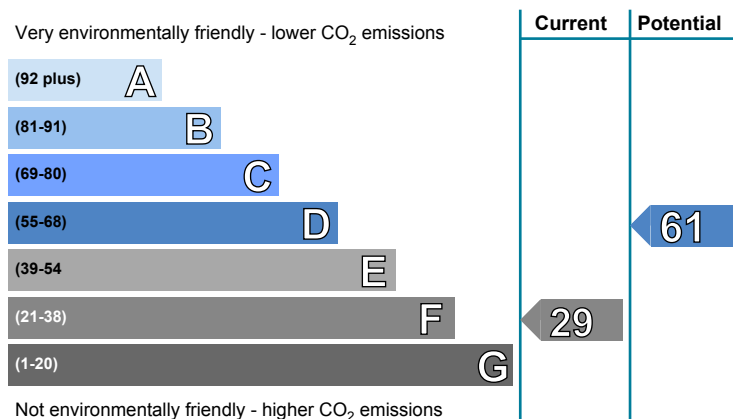 Very environmentally friendly - lower CO₂ emissions
Current
Potential
(92 plus) A
(81-91) B
(69-80) C
(55-68) D
61
(39-54 E
(21-38) F
29
(1-20) G
Not environmentally friendly - higher CO₂ emissions